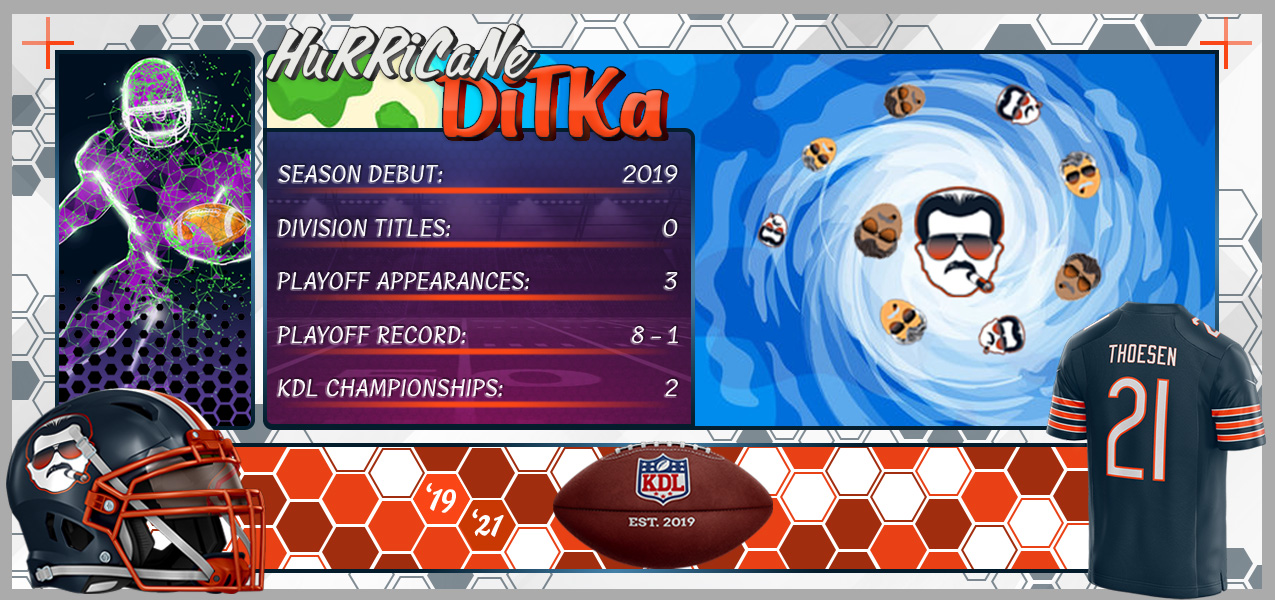 HuRRiCaNe
DiTKa
SEASON DEBUT: 2019
DIVISION TITLES: 0
PLAYOFF APPEARANCES: 3
PLAYOFF RECORD: 8 – 1
KDL CHAMPIONSHIPS: 2
THOESEN
21
‘19
‘21
KDL
EST. 2019